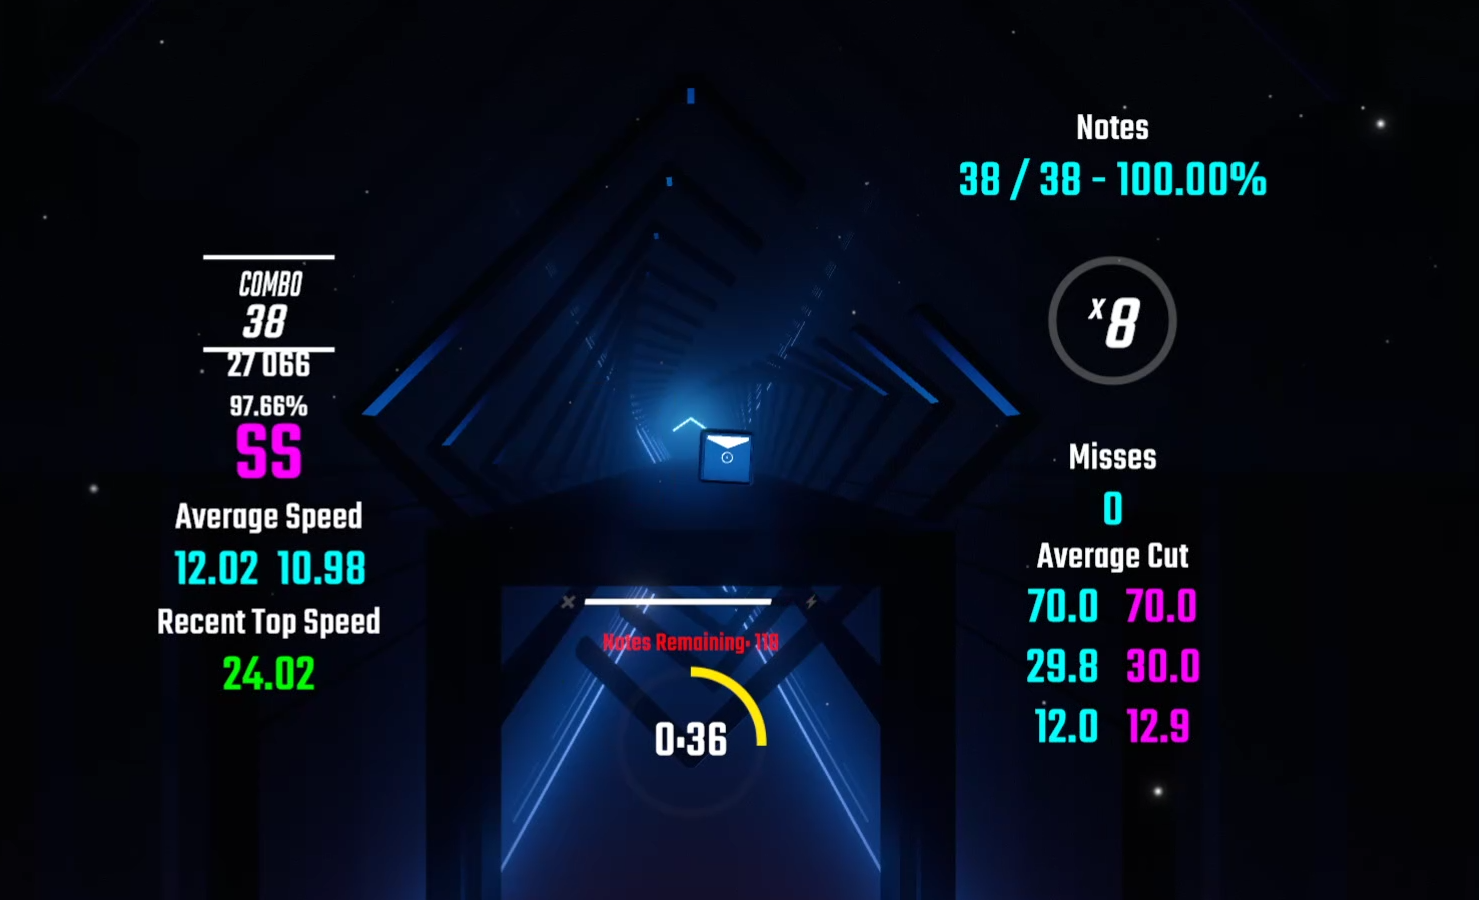 Notes
38 / 38 - 100.00%
COMBO
38
27 066
97.66%
SS
x8
Average Speed
12.02 10.98
Recent Top Speed
24.02
Misses
0
Average Cut
70.0 70.0
29.8 30.0
12.0 12.9
Notes Remaining:
0:36